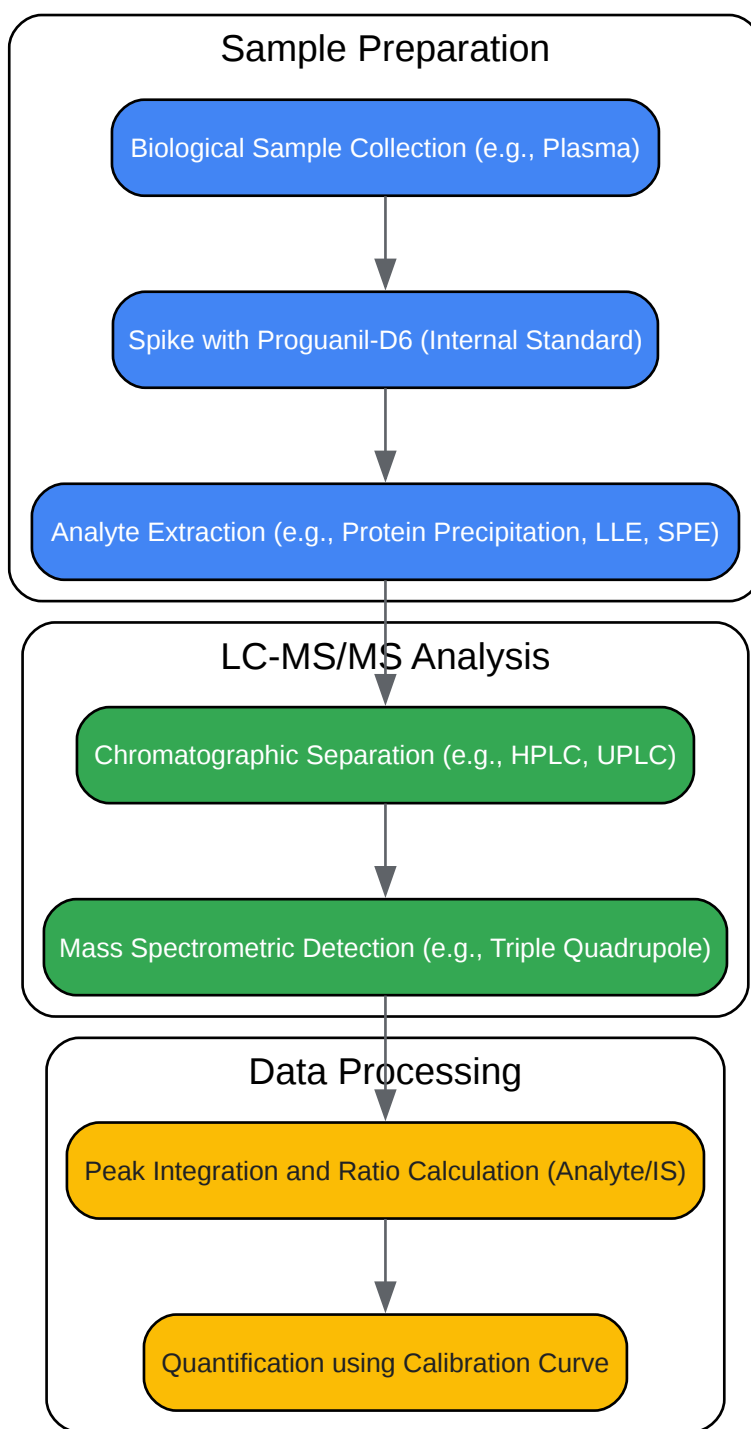 Sample Preparation
Biological Sample Collection (e.g., Plasma)
Spike with Proguanil-D6 (Internal Standard)
Analyte Extraction (e.g., Protein Precipitation, LLE, SPE)
LC-MS/MS Analysis
Chromatographic Separation (e.g., HPLC, UPLC)
Mass Spectrometric Detection (e.g., Triple Quadrupole)
Data Processing
Peak Integration and Ratio Calculation (Analyte/IS)
Quantification using Calibration Curve